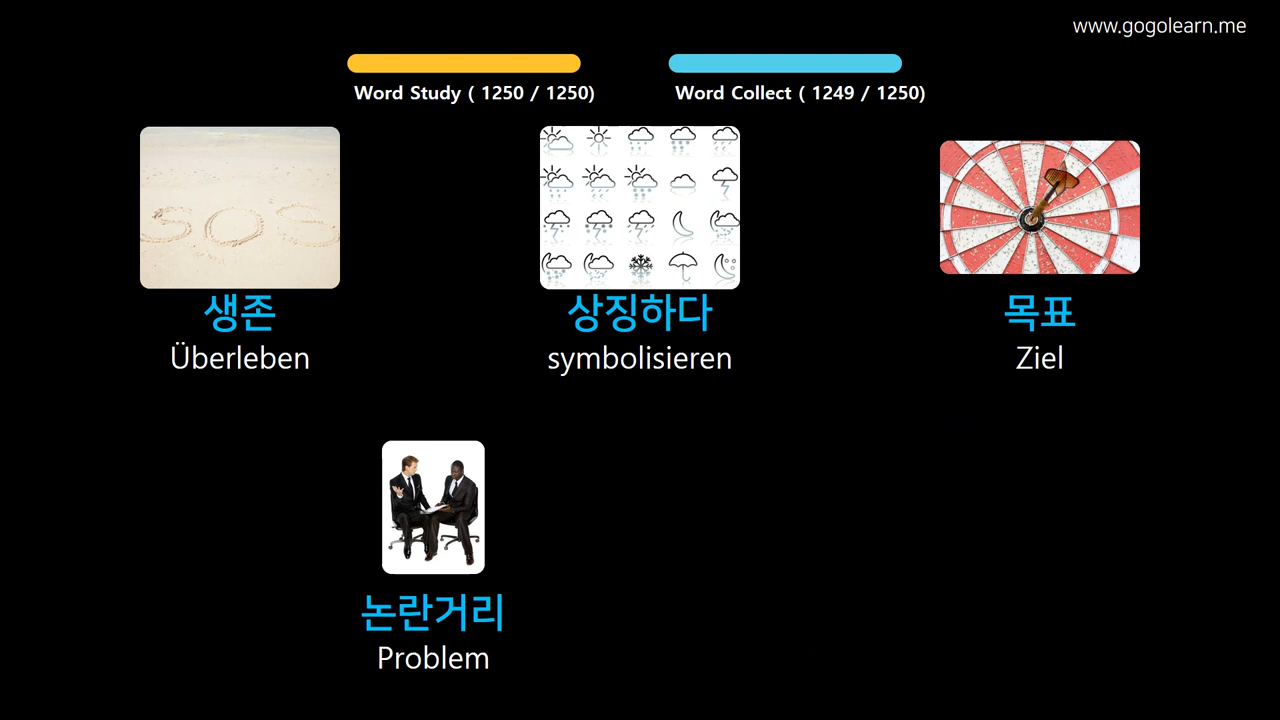 www.gogolearn.me
Word Study ( 1250 / 1250)
Word Collect ( 1249 / 1250)
SOS
생존
Überleben
상징하다
symbolisieren
목표
Ziel
논란거리
Problem